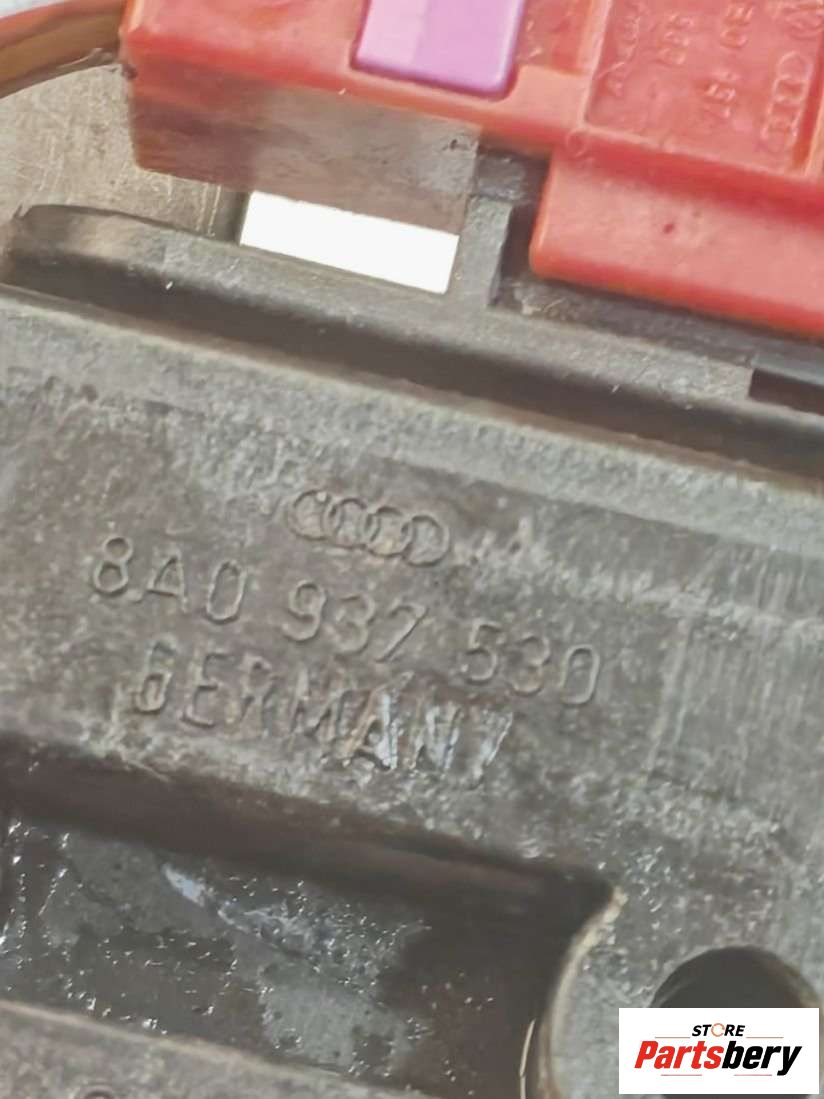 8A0 937 530
GERMANY
STORE
Partsbery